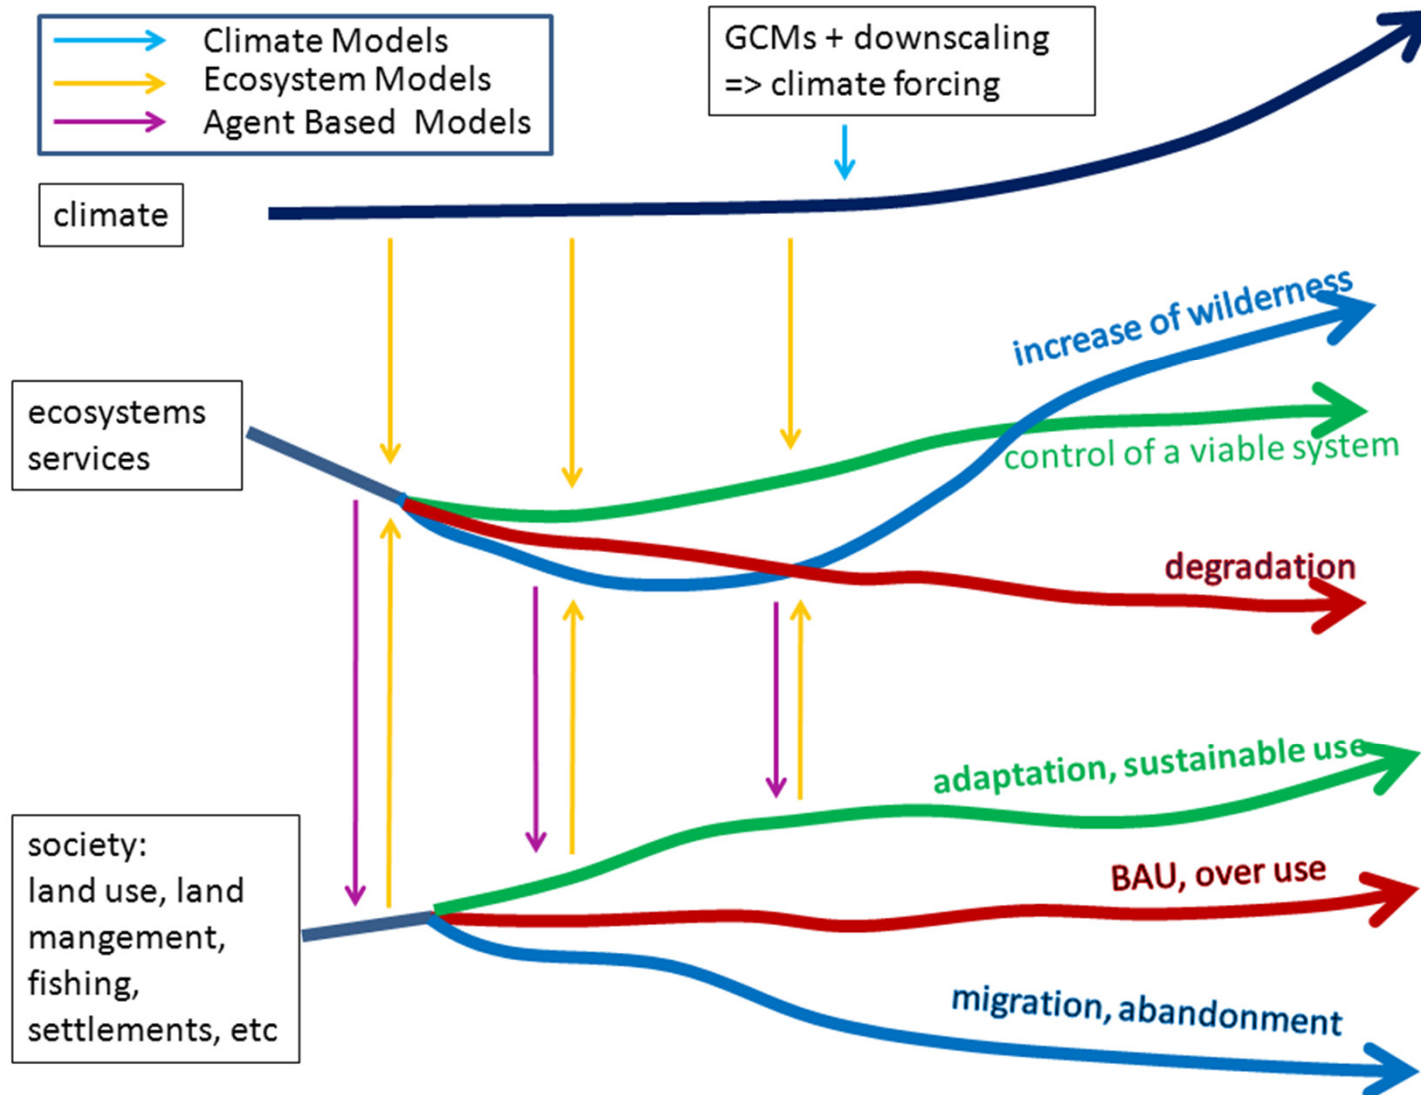 Climate Models
Ecosystem Models
Agent Based Models
GCMs + downscaling
=> climate forcing
climate
increase of wilderness
ecosystems
services
control of a viable system
degradation
adaptation, sustainable use
society:
land use, land
mangement,
fishing,
settlements, etc
BAU, over use
migration, abandonment